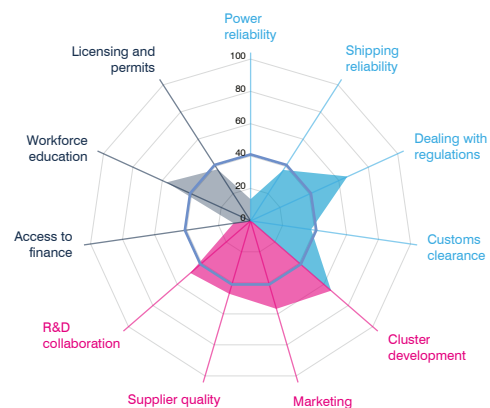 Power
reliability
Shipping
reliability
Dealing with
regulations
Customs
clearance
Cluster
development
Marketing
Supplier quality
R&D
collaboration
Access to
finance
Workforce
education
Licensing and
permits
100
80
60
40
20
0